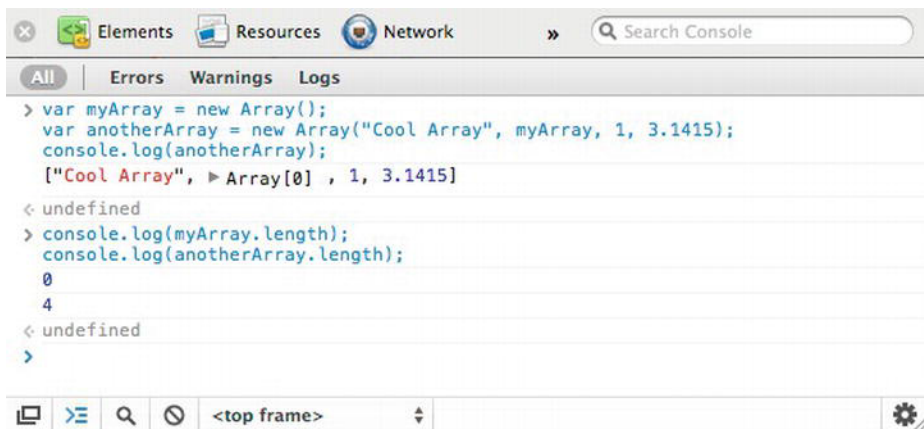 Elements Resources Network » Search Console
All Errors Warnings Logs
> var myArray = new Array();
var anotherArray = new Array("Cool Array", myArray, 1, 3.1415);
console.log(anotherArray);
["Cool Array", ▶ Array[0] , 1, 3.1415]
< undefined
> console.log(myArray.length);
console.log(anotherArray.length);
0
4
< undefined
>
<top frame>